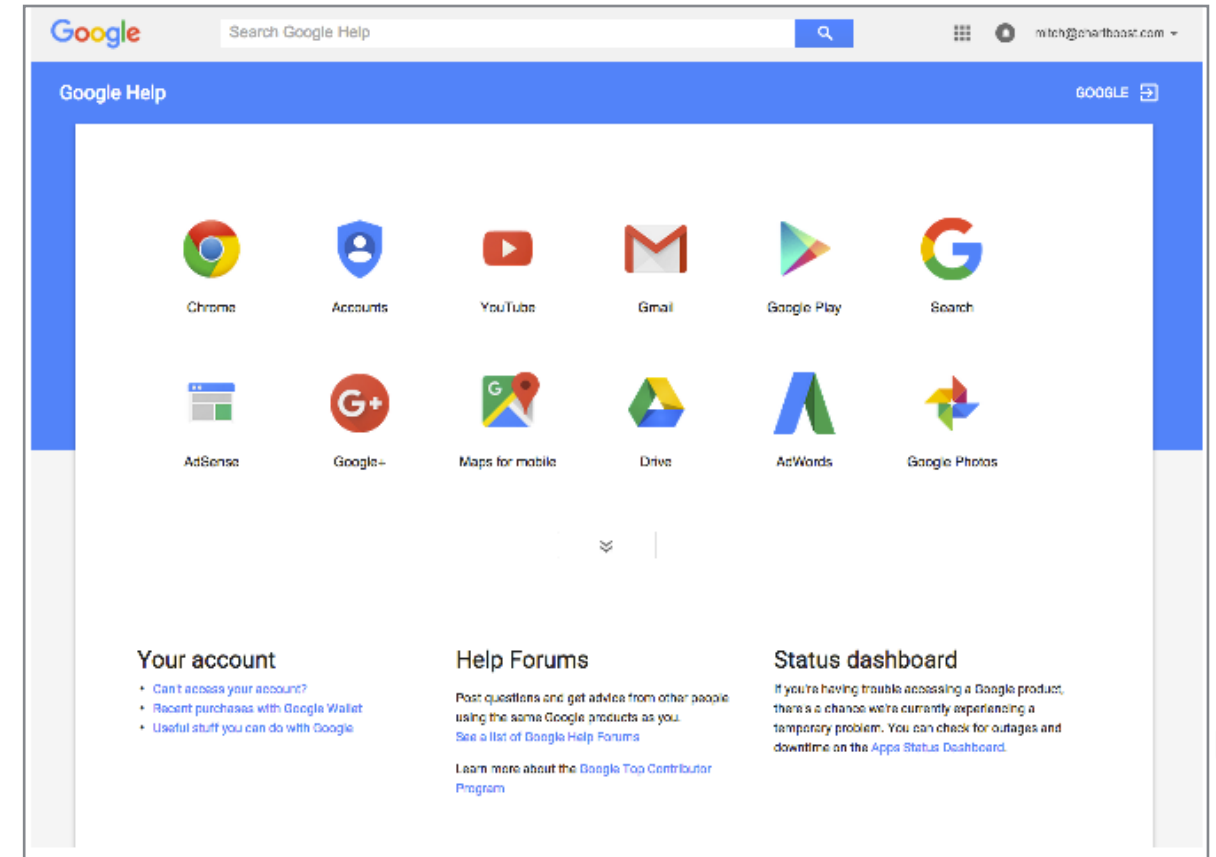 Google
Search Google Help
mitch@chartboost.com
Google Help
GOOGLE
Chrome
Accounts
YouTube
Gmail
Google Play
Search
G
G+
AdSense
Google+
Maps for mobile
Drive
AdWords
Google Photos
Your account
Can't access your account?
Recent purchases with Google Wallet
Useful stuff you can do with Google
Help Forums
Post questions and get advice from other people
using the same Google products as you.
See a list of Google Help Forums
Learn more about the Google Top Contributor
Program
Status dashboard
If you're having trouble accessing a Google product,
there's a chance we're currently experiencing a
temporary problem. You can check for outages and
downtime on the Apps Status Dashboard.